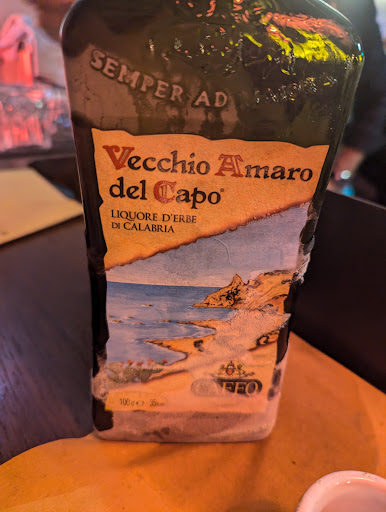 SEMPER AD
Vecchio Amaro
del Capo®
LIQUORE D'ERBE
DI CALABRIA
CAFFO